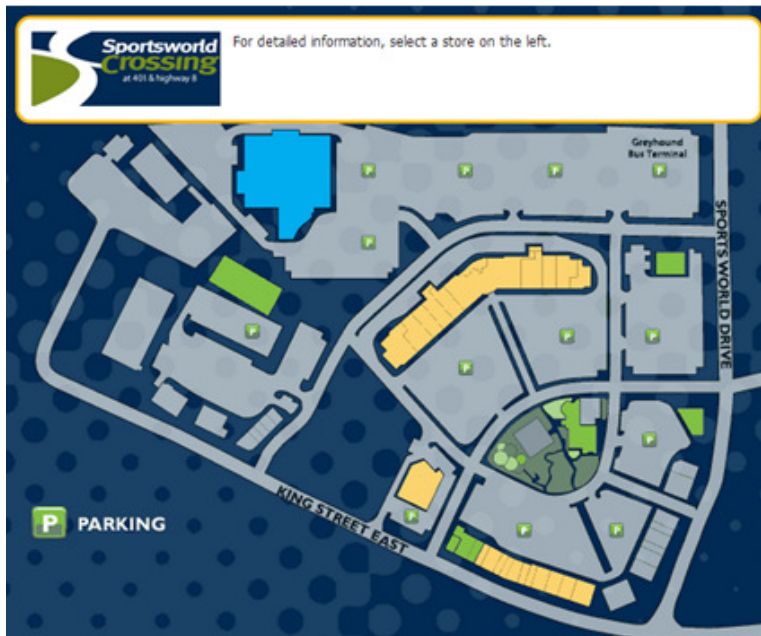 Sportsworld
Crossing
at 401 & highway 8
For detailed information, select a store on the left.
Greyhound
Bus Terminal
P
P
P
P
P
SPORTS WORLD DRIVE
P
P
P
P
P
P
P
P
P
KING STREET EAST
P PARKING